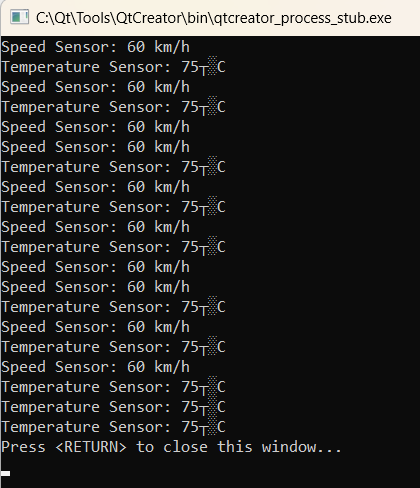 C:\Qt\Tools\QtCreator\bin\qtcreator_process_stub.exe
Speed Sensor: 60 km/h
Temperature Sensor: 75┬░C
Speed Sensor: 60 km/h
Temperature Sensor: 75┬░C
Speed Sensor: 60 km/h
Speed Sensor: 60 km/h
Temperature Sensor: 75┬░C
Speed Sensor: 60 km/h
Temperature Sensor: 75┬░C
Speed Sensor: 60 km/h
Temperature Sensor: 75┬░C
Speed Sensor: 60 km/h
Speed Sensor: 60 km/h
Temperature Sensor: 75┬░C
Speed Sensor: 60 km/h
Temperature Sensor: 75┬░C
Speed Sensor: 60 km/h
Temperature Sensor: 75┬░C
Temperature Sensor: 75┬░C
Temperature Sensor: 75┬░C
Press <RETURN> to close this window...